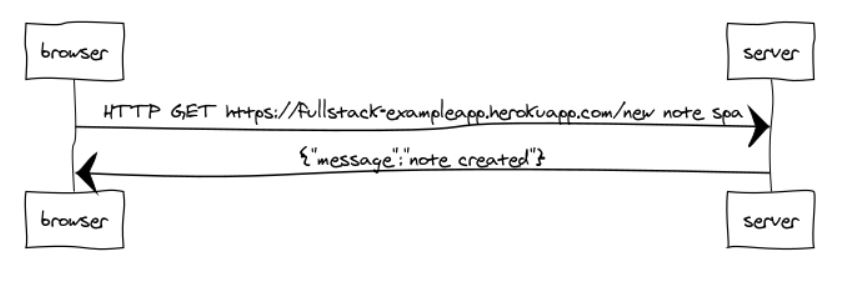 browser
server
HTTP GET https://fullstack-exampleapp.herokuapp.com/new note spa
{"message":"note created"}
browser
server